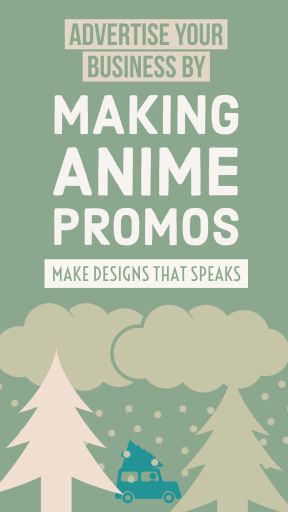 ADVERTISE YOUR
BUSINESS BY
MAKING
ANIME
PROMOS
MAKE DESIGNS THAT SPEAKS